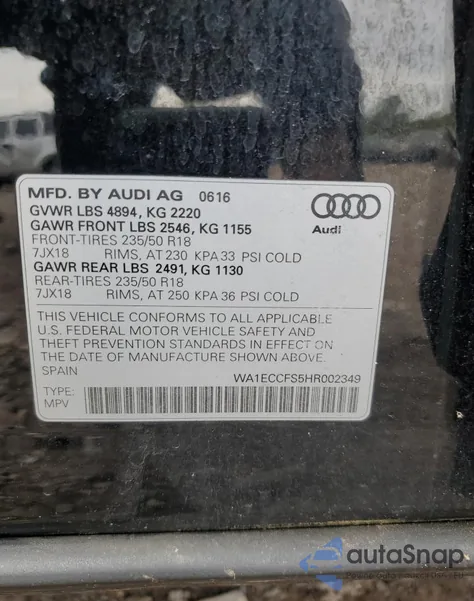 MFD. BY AUDI AG 0616
GVWR LBS 4894, KG 2220
GAWR FRONT LBS 2546, KG 1155
FRONT-TIRES 235/50 R18
7JX18 RIMS, AT 230 KPA 33 PSI COLD
GAWR REAR LBS 2491, KG 1130
REAR-TIRES 235/50 R18
7JX18 RIMS, AT 250 KPA 36 PSI COLD
Audi
THIS VEHICLE CONFORMS TO ALL APPLICABLE
U.S. FEDERAL MOTOR VEHICLE SAFETY AND
THEFT PREVENTION STANDARDS IN EFFECT ON
THE DATE OF MANUFACTURE SHOWN ABOVE.
SPAIN WA1ECCFS5HR002349
TYPE:
MPV
autoSnap